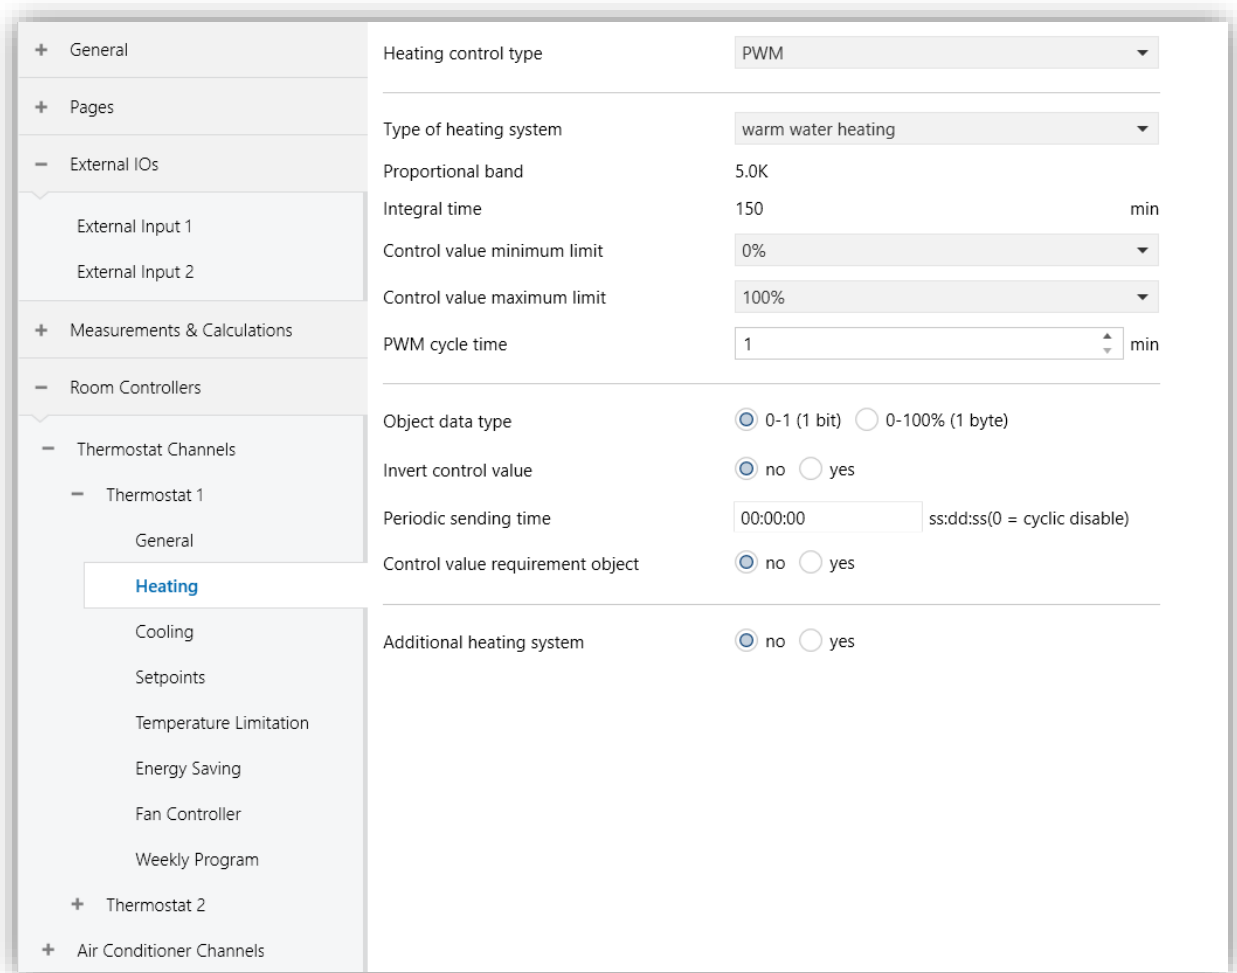 General
Pages
External IOs
External Input 1
External Input 2
Measurements & Calculations
Room Controllers
Thermostat Channels
Thermostat 1
General
Heating
Cooling
Setpoints
Temperature Limitation
Energy Saving
Fan Controller
Weekly Program
Thermostat 2
Air Conditioner Channels
Heating control type PWM
Type of heating system warm water heating
Proportional band 5.0K
Integral time 150 min
Control value minimum limit 0%
Control value maximum limit 100%
PWM cycle time 1 min
Object data type 0-1 (1 bit) 0-100% (1 byte)
Invert control value no yes
Periodic sending time 00:00:00 ss:dd:ss(0 = cyclic disable)
Control value requirement object no yes
Additional heating system no yes